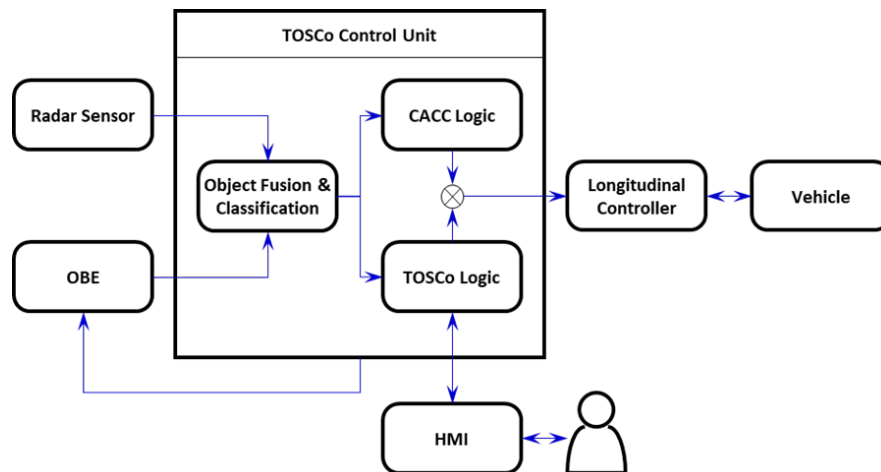 TOSCo Control Unit
Radar Sensor
CACC Logic
Object Fusion &
Classification
Longitudinal
Controller
Vehicle
OBE
TOSCo Logic
HMI